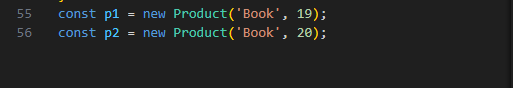 55 const p1 = new Product('Book', 19);
56 const p2 = new Product('Book', 20);